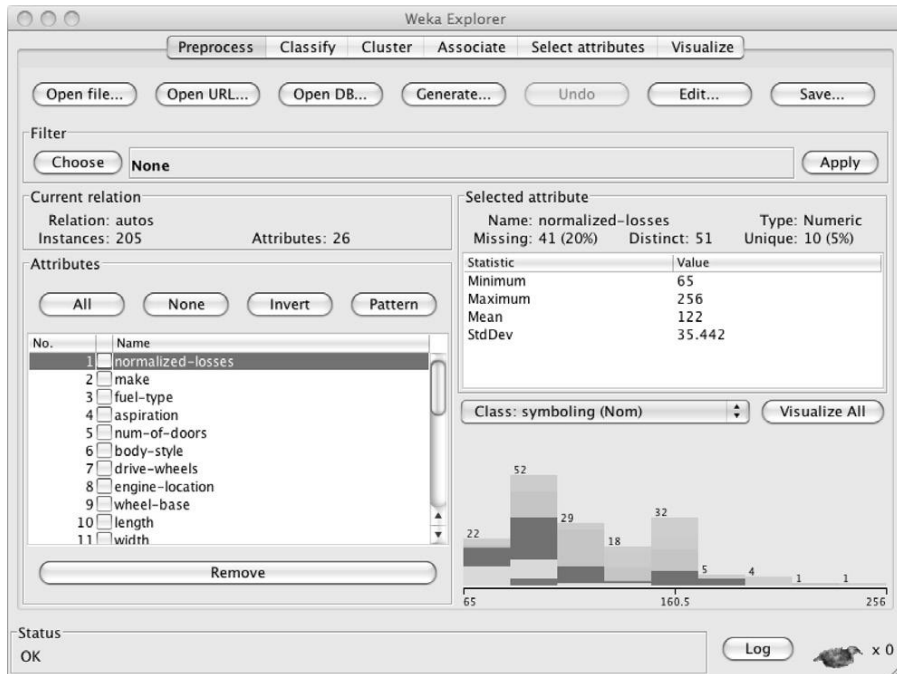 Weka Explorer
Preprocess Classify Cluster Associate Select attributes Visualize
Open file... Open URL... Open DB... Generate... Undo Edit... Save...
Filter
Choose None Apply
Current relation
Relation: autos
Instances: 205 Attributes: 26
Attributes
All None Invert Pattern
No. Name
1 normalized-losses
2 make
3 fuel-type
4 aspiration
5 num-of-doors
6 body-style
7 drive-wheels
8 engine-location
9 wheel-base
10 length
11 width
Remove
Selected attribute
Name: normalized-losses Type: Numeric
Missing: 41 (20%) Distinct: 51 Unique: 10 (5%)
Statistic Value
Minimum 65
Maximum 256
Mean 122
StdDev 35.442
Class: symboling (Nom) Visualize All
22 52 29 18 32 5 4 1 1
65 160.5 256
Status
OK
Log x 0